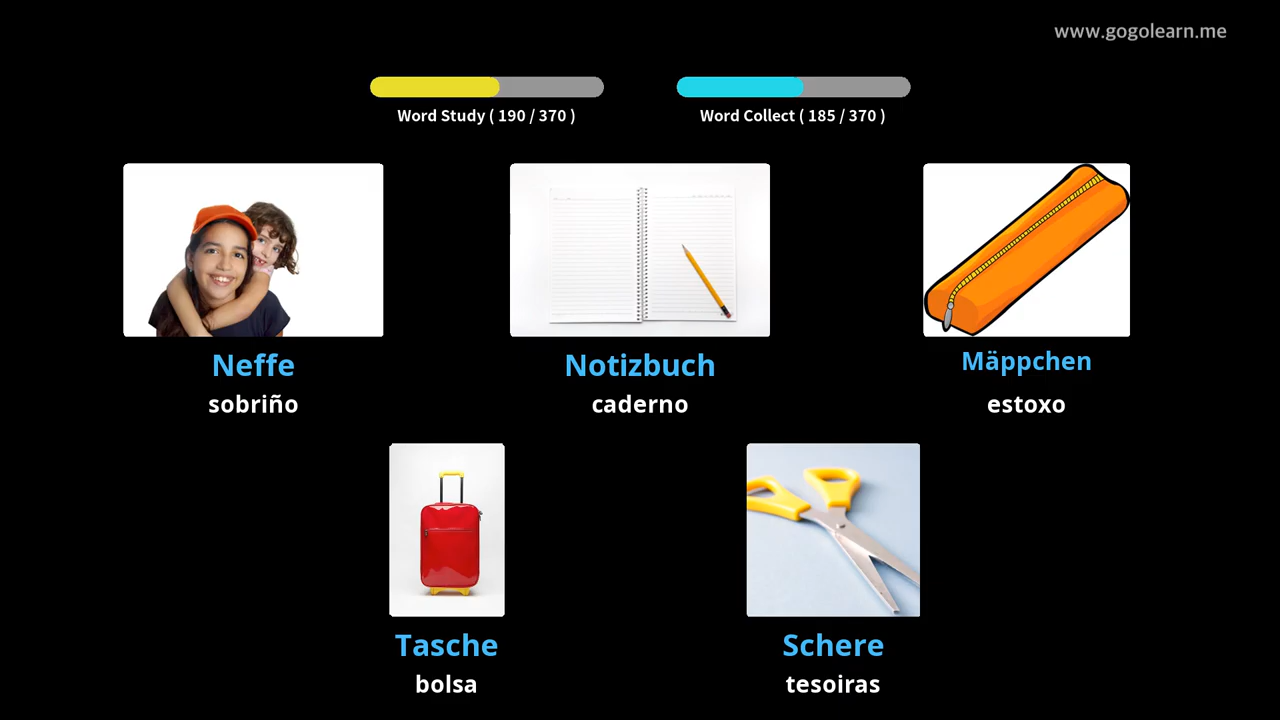 www.gogolearn.me
Word Study ( 190 / 370 )
Word Collect ( 185 / 370 )
Neffe
sobriño
Notizbuch
caderno
Mäppchen
estoxo
Tasche
bolsa
Schere
tesoiras